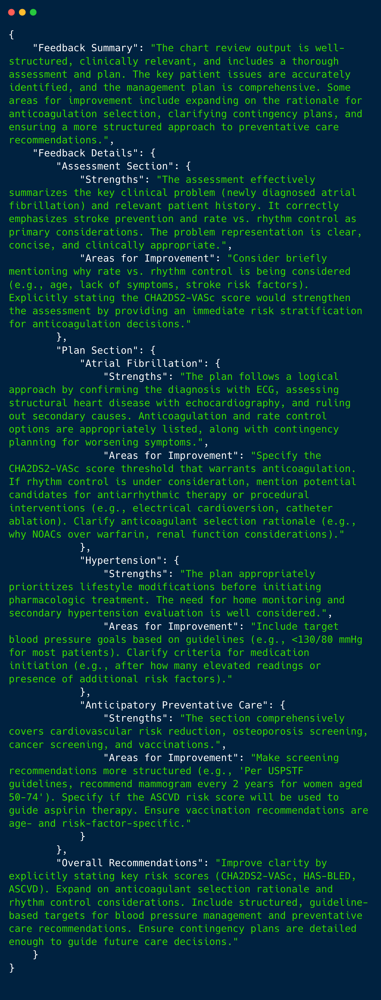 {
    "Feedback Summary": "The chart review output is well-
structured, clinically relevant, and includes a thorough
assessment and plan. The key patient issues are accurately
identified, and the management plan is comprehensive. Some
areas for improvement include expanding on the rationale for
anticoagulation selection, clarifying contingency plans, and
ensuring a more structured approach to preventative care
recommendations.",
    "Feedback Details": {
        "Assessment Section": {
            "Strengths": "The assessment effectively
summarizes the key clinical problem (newly diagnosed atrial
fibrillation) and relevant patient history. It correctly
emphasizes stroke prevention and rate vs. rhythm control as
primary considerations. The problem representation is clear,
concise, and clinically appropriate.",
            "Areas for Improvement": "Consider briefly
mentioning why rate vs. rhythm control is being considered
(e.g., age, lack of symptoms, stroke risk factors).
Explicitly stating the CHA2DS2-VASc score would strengthen
the assessment by providing an immediate risk stratification
for anticoagulation decisions."
        },
        "Plan Section": {
            "Atrial Fibrillation": {
                "Strengths": "The plan follows a logical
approach by confirming the diagnosis with ECG, assessing
structural heart disease with echocardiography, and ruling
out secondary causes. Anticoagulation and rate control
options are appropriately listed, along with contingency
planning for worsening symptoms.",
                "Areas for Improvement": "Specify the
CHA2DS2-VASc score threshold that warrants anticoagulation.
If rhythm control is under consideration, mention potential
candidates for antiarrhythmic therapy or procedural
interventions (e.g., electrical cardioversion, catheter
ablation). Clarify anticoagulant selection rationale (e.g.,
why NOACs over warfarin, renal function considerations)."
            },
            "Hypertension": {
                "Strengths": "The plan appropriately
prioritizes lifestyle modifications before initiating
pharmacologic treatment. The need for home monitoring and
secondary hypertension evaluation is well considered.",
                "Areas for Improvement": "Include target
blood pressure goals based on guidelines (e.g., <130/80 mmHg
for most patients). Clarify criteria for medication
initiation (e.g., after how many elevated readings or
presence of additional risk factors)."
            },
            "Anticipatory Preventative Care": {
                "Strengths": "The section comprehensively
covers cardiovascular risk reduction, osteoporosis screening,
cancer screening, and vaccinations.",
                "Areas for Improvement": "Make screening
recommendations more structured (e.g., 'Per USPSTF
guidelines, recommend mammogram every 2 years for women aged
50-74'). Specify if the ASCVD risk score will be used to
guide aspirin therapy. Ensure vaccination recommendations are
age- and risk-factor-specific."
            }
        },
        "Overall Recommendations": "Improve clarity by
explicitly stating key risk scores (CHA2DS2-VASc, HAS-BLED,
ASCVD). Expand on anticoagulant selection rationale and
rhythm control considerations. Include structured, guideline-
based targets for blood pressure management and preventative
care recommendations. Ensure contingency plans are detailed
enough to guide future care decisions."
    }
}